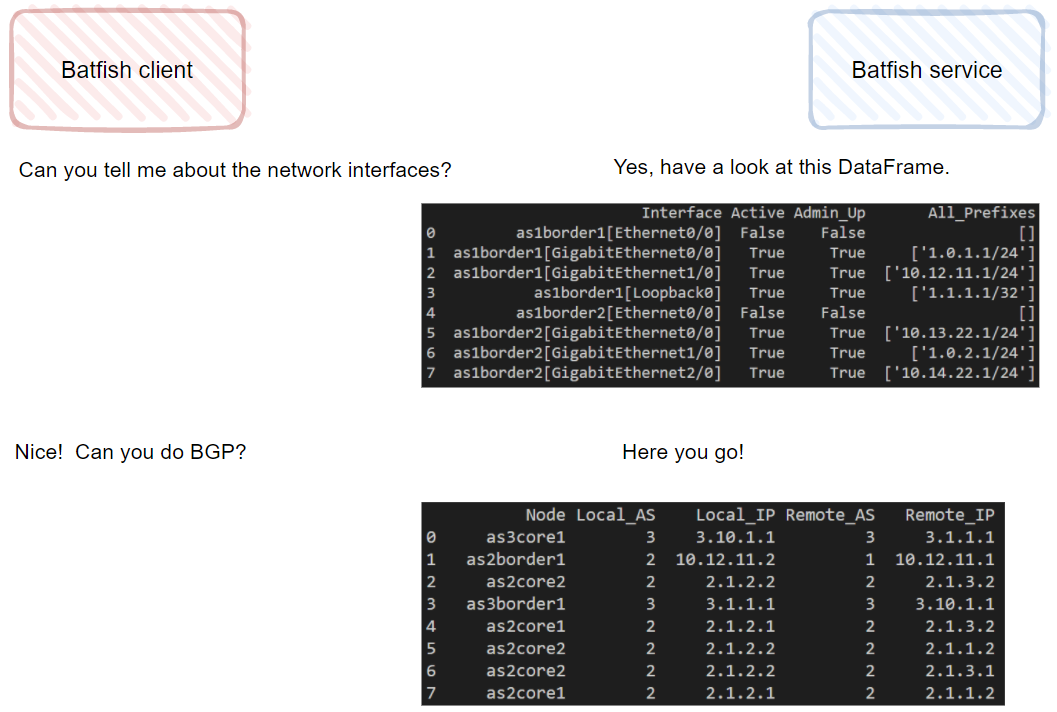 Batfish client
Batfish service
Can you tell me about the network interfaces?
Yes, have a look at this DataFrame.
Interface Active Admin_Up All_Prefixes
0 as1border1[Ethernet0/0] False False []
1 as1border1[GigabitEthernet0/0] True True ['1.0.1.1/24']
2 as1border1[GigabitEthernet1/0] True True ['10.12.11.1/24']
3 as1border1[Loopback0] True True ['1.1.1.1/32']
4 as1border2[Ethernet0/0] False False []
5 as1border2[GigabitEthernet0/0] True True ['10.13.22.1/24']
6 as1border2[GigabitEthernet1/0] True True ['1.0.2.1/24']
7 as1border2[GigabitEthernet2/0] True True ['10.14.22.1/24']
Nice!  Can you do BGP?
Here you go!
Node Local_AS Local_IP Remote_AS Remote_IP
0 as3core1 3 3.10.1.1 3 3.1.1.1
1 as2border1 2 10.12.11.2 1 10.12.11.1
2 as2core2 2 2.1.2.2 2 2.1.3.2
3 as3border1 3 3.1.1.1 3 3.10.1.1
4 as2core1 2 2.1.2.1 2 2.1.3.2
5 as2core2 2 2.1.2.2 2 2.1.1.2
6 as2core2 2 2.1.2.2 2 2.1.3.1
7 as2core1 2 2.1.2.1 2 2.1.1.2